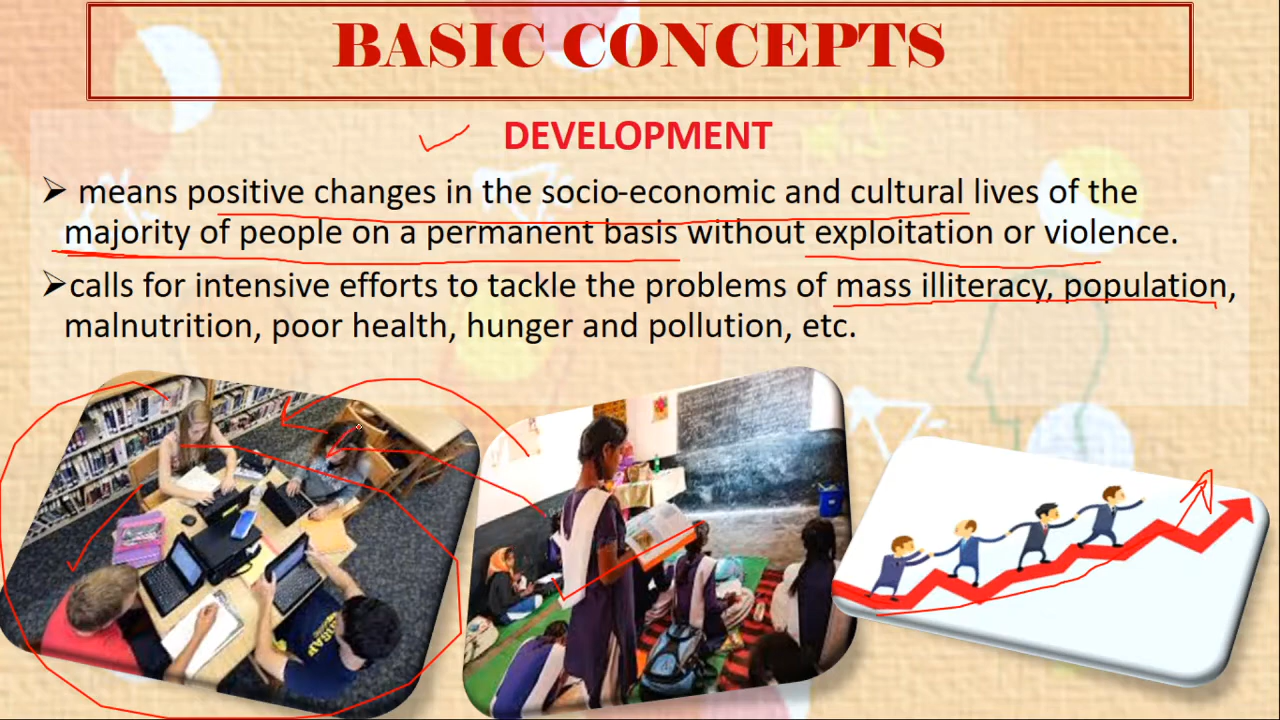 BASIC CONCEPTS
DEVELOPMENT
➢ means positive changes in the socio-economic and cultural lives of the
majority of people on a permanent basis without exploitation or violence.
➢calls for intensive efforts to tackle the problems of mass illiteracy, population,
malnutrition, poor health, hunger and pollution, etc.